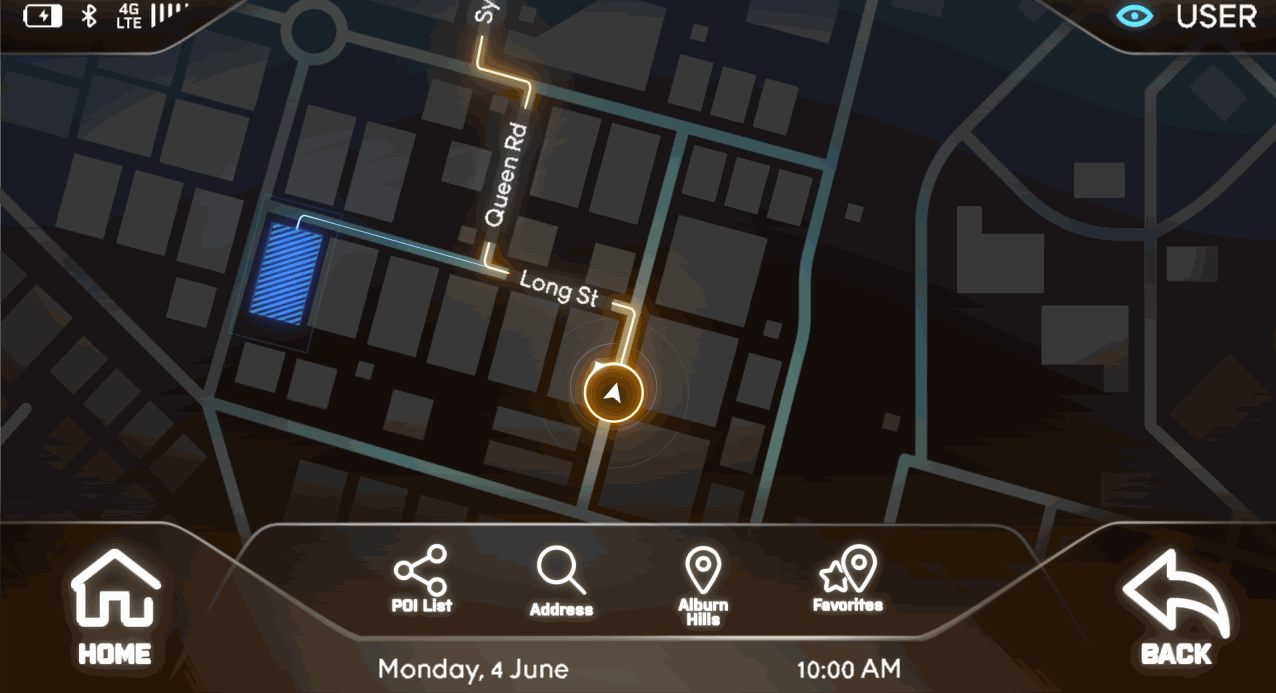 4G
LTE
USER
Sy
Queen Rd
Long St
POI List
Address
Alburn
Hills
Favorites
HOME
BACK
Monday, 4 June
10:00 AM